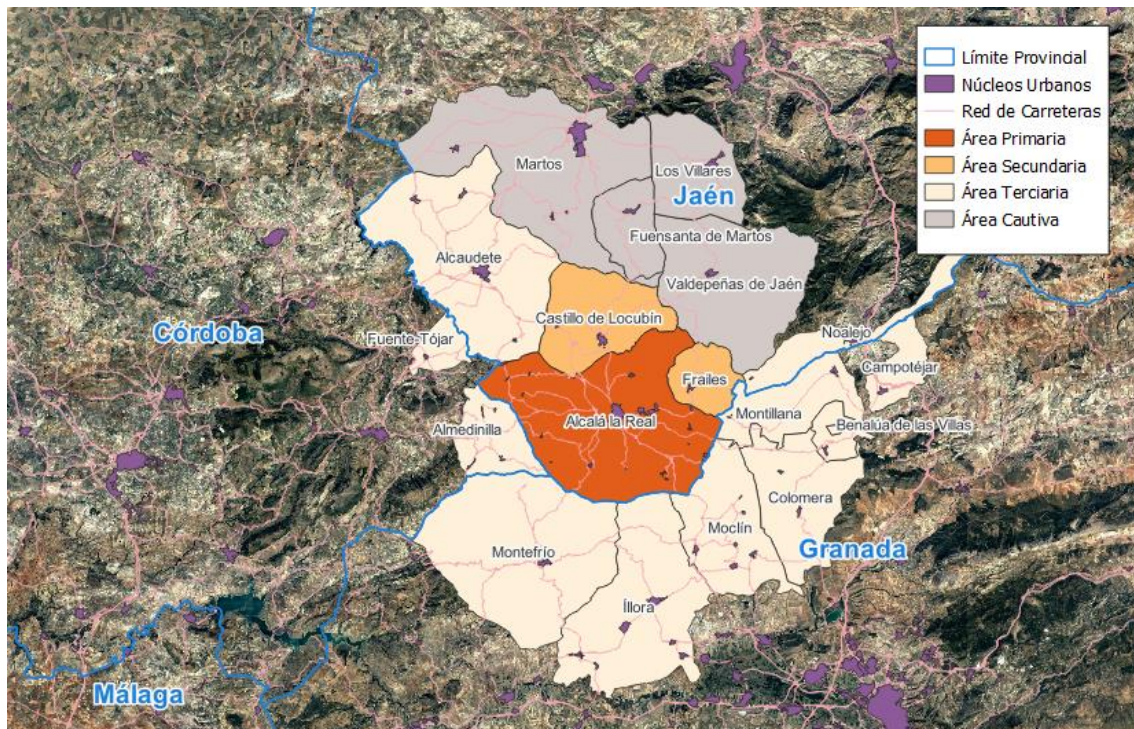 Límite Provincial
Núcleos Urbanos
Red de Carreteras
Área Primaria
Área Secundaria
Área Terciaria
Área Cautiva
Martos
Los Villares
Jaén
Fuensanta de Martos
Alcaudete
Valdepeñas de Jaén
Castillo de Locubín
Córdoba
Fuente-Tójar
Noalejo
Campotéjar
Frailes
Alcalá la Real
Montillana
Almedinilla
Benalúa de las Villas
Colomera
Moclín
Montefrío
Granada
Íllora
Málaga